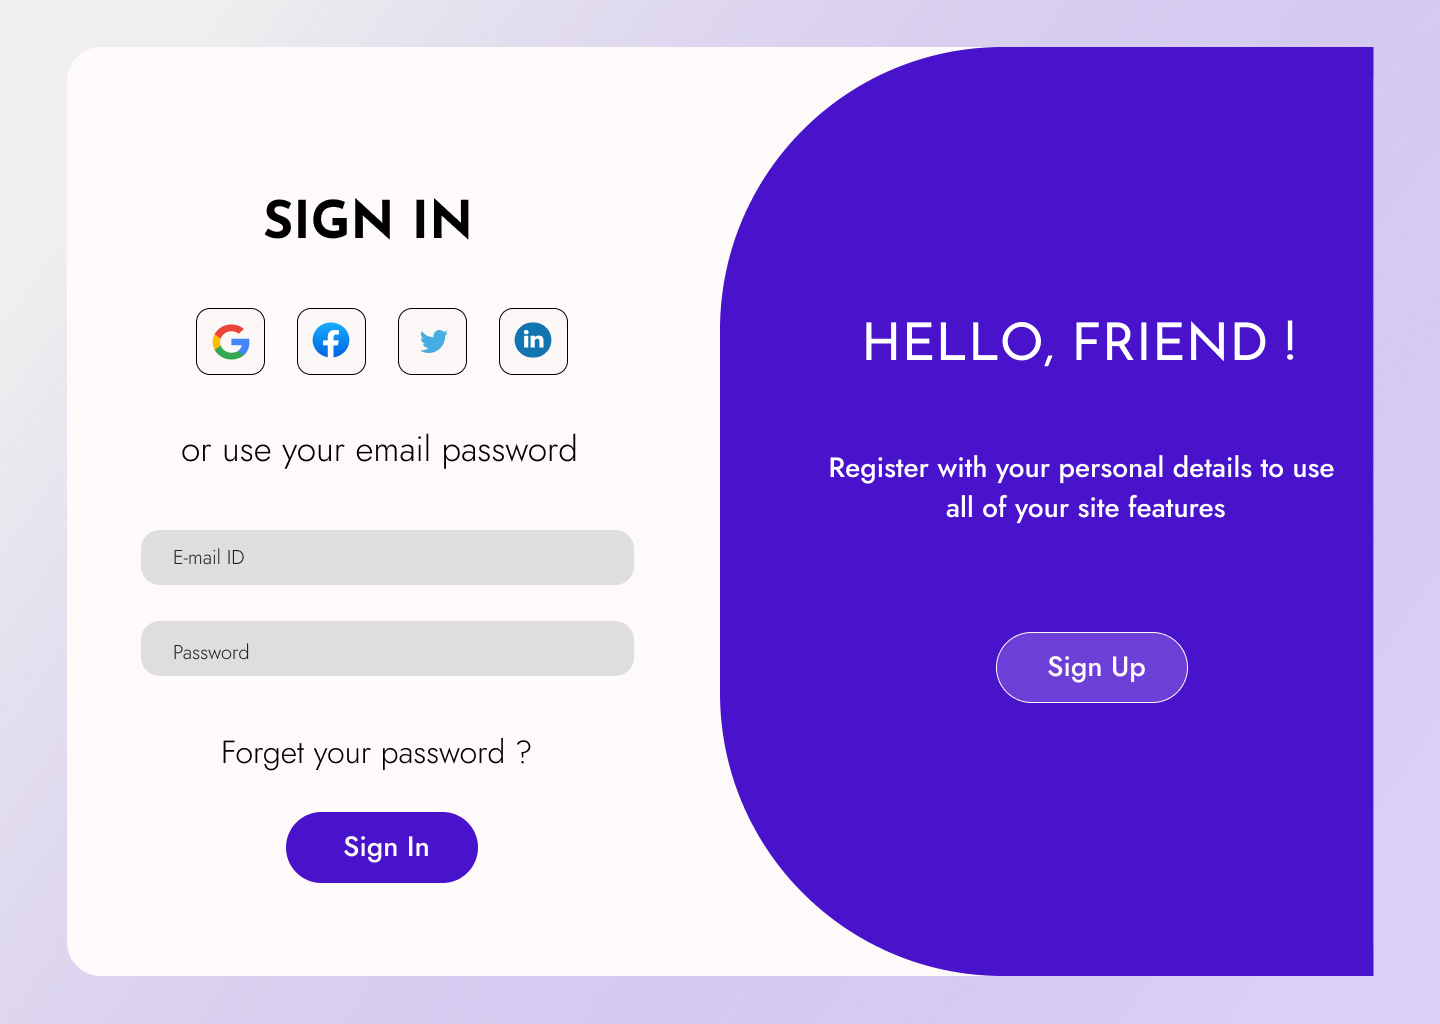 SIGN IN
or use your email password
E-mail ID
Password
Forget your password ?
Sign In
HELLO, FRIEND !
Register with your personal details to use
all of your site features
Sign Up